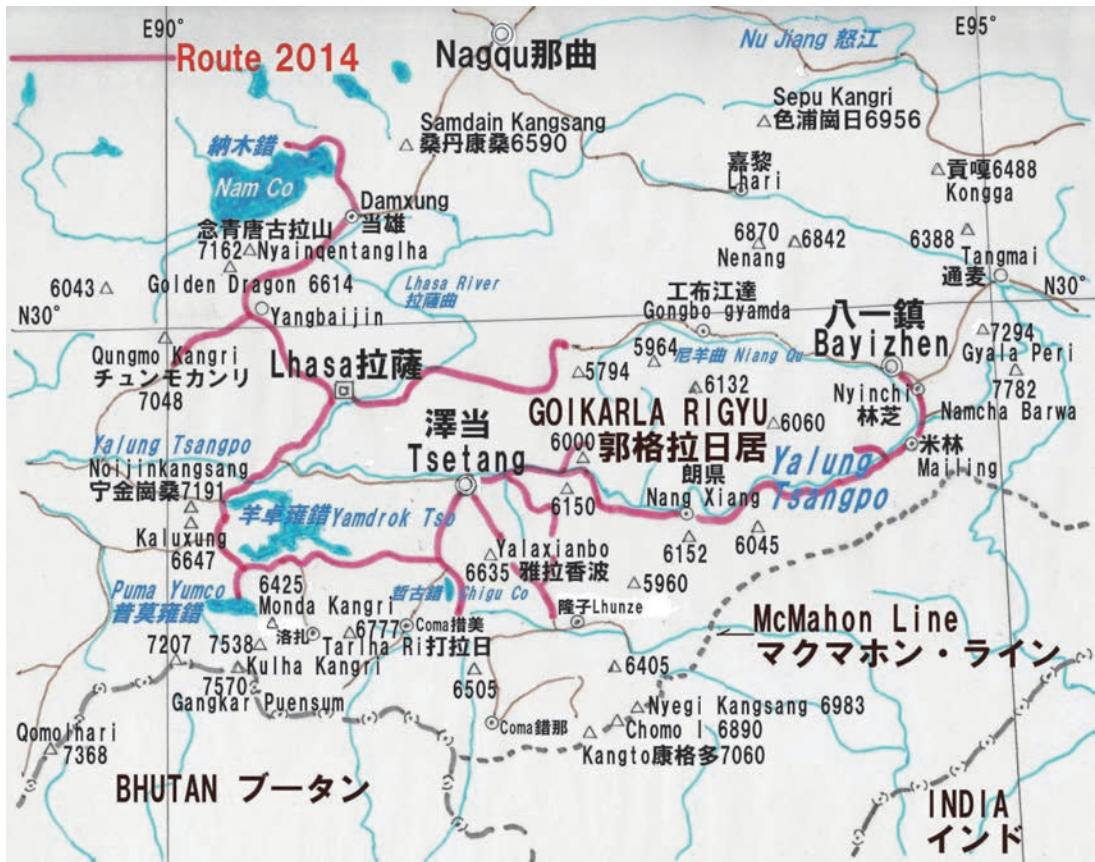 E90°
E95°
Route 2014
Nagqu那曲
Nu Jiang 怒江
Sepu Kangri
色浦崗日6956
Samdain Kangsang
桑丹康桑6590
納木錯
Nam Co
嘉黎
Lhari
貢嘎6488
Kongga
Damxung
当雄
念青唐古拉山
7162
Nyainqentanglha
6870
6842
Nenang
6388
Tangmai
通麦
Golden Dragon 6614
6043
Lhasa River
拉薩曲
N30°
N30°
Yangbaijin
工布江達
Gongbo gyamda
八一鎮
Bayizhen
7294
Gyala Peri
7782
Namcha Barwa
Qungmo Kangri
チュンモカンリ
7048
Lhasa拉薩
5964
尼羊曲 Niang Qu
5794
6132
Nyinchi
林芝
GOIKARLA RIGYU
郭格拉日居
6060
6000
澤当
Tsetang
Yalung Tsangpo
Noijinkangsang
宁金崗桑7191
朗県
Nang Xiang
Yalung
Tsangpo
米林
Mailing
6150
羊卓雍錯Yamdrok Tso
Kaluxung
6647
6152
6045
Yalaxianbo
6635 雅拉香波
5960
Puma Yumco
普莫雍錯
6425
Monda Kangri
哲古錯 Chigu Co
隆子Lhunze
洛扎
6777
Coma措美
Tarlha Ri打拉日
McMahon Line
マクマホン・ライン
7207
7538
Kulha Kangri
7570
Gangkar Puensum
6505
6405
Nyegi Kangsang 6983
Coma錯那
Chomo I 6890
Kangto康格多7060
Qomolhari
7368
BHUTAN ブータン
INDIA
インド